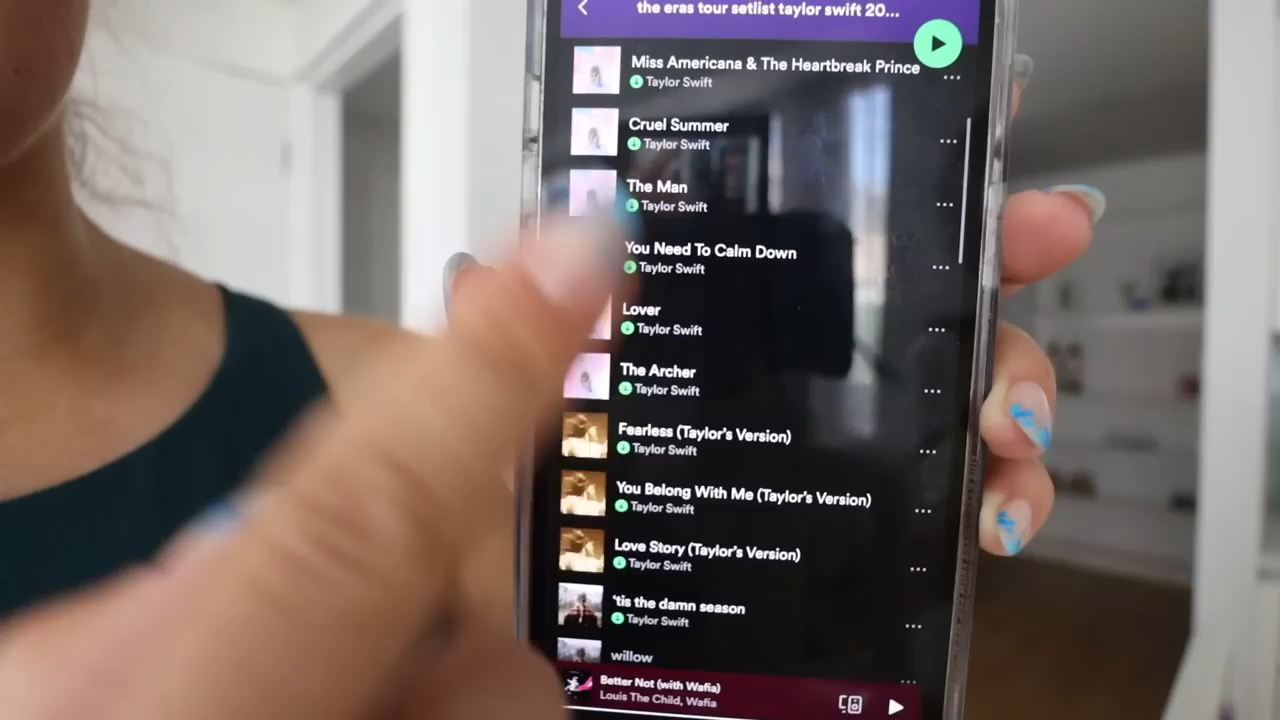 the eras tour setlist taylor swift 20...
Miss Americana & The Heartbreak Prince
Taylor Swift
Cruel Summer
Taylor Swift
The Man
Taylor Swift
You Need To Calm Down
Taylor Swift
Lover
Taylor Swift
The Archer
Taylor Swift
Fearless (Taylor's Version)
Taylor Swift
You Belong With Me (Taylor's Version)
Taylor Swift
Love Story (Taylor's Version)
Taylor Swift
'tis the damn season
Taylor Swift
willow
Better Not (with Wafia)
Louis The Child, Wafia